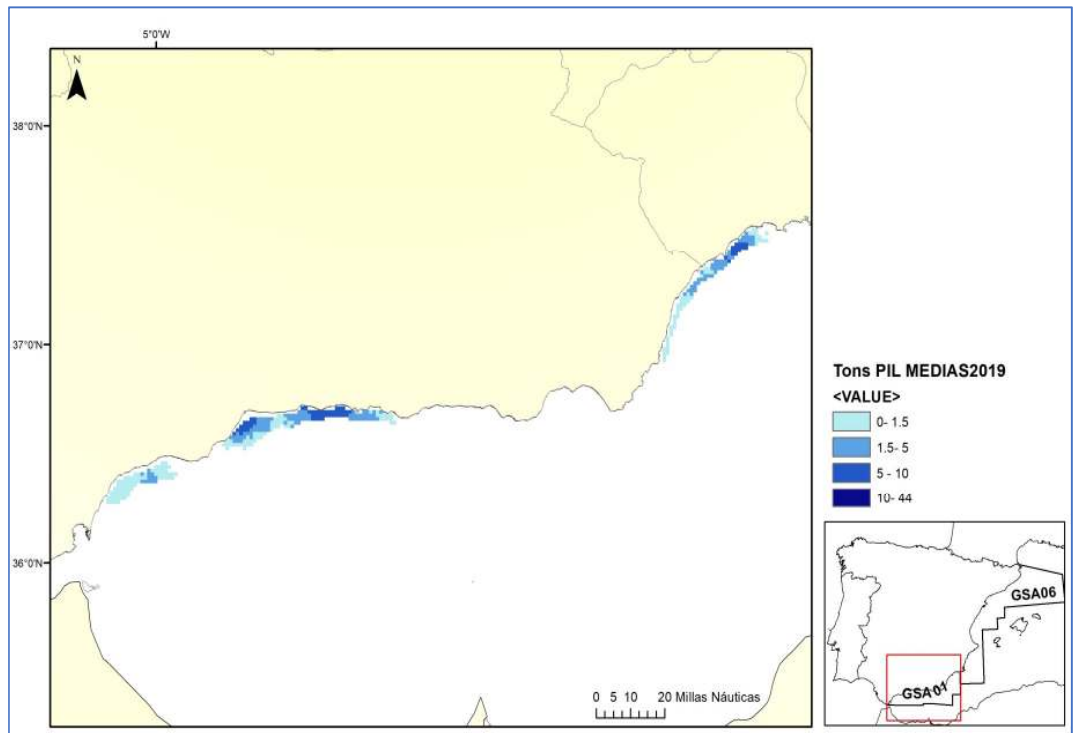 5°0'W
N
38°0'N
37°0'N
36°0'N
0 5 10 20 Millas Náuticas
Tons PIL MEDIAS2019
<VALUE>
0- 1.5
1.5- 5
5 - 10
10- 44
GSA06
GSA 01